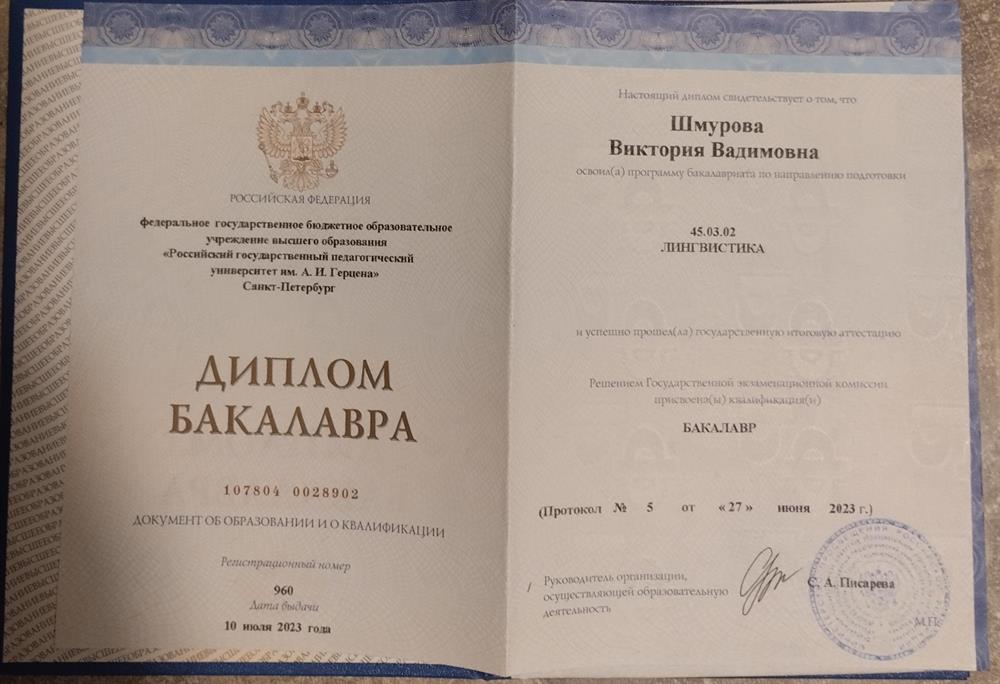 РОССИЙСКАЯ ФЕДЕРАЦИЯ
федеральное государственное бюджетное образовательное
учреждение высшего образования
«Российский государственный педагогический
университет им. А. И. Герцена»
Санкт-Петербург
ДИПЛОМ
БАКАЛАВРА
107804 0028902
ДОКУМЕНТ ОБ ОБРАЗОВАНИИ И О КВАЛИФИКАЦИИ
Регистрационный номер
960
Дата выдачи
10 июля 2023 года
Настоящий диплом свидетельствует о том, что
Шмурова
Виктория Вадимовна
освоил(а) программу бакалавриата по направлению подготовки
45.03.02
ЛИНГВИСТИКА
и успешно прошел(ла) государственную итоговую аттестацию
Решением Государственной экзаменационной комиссии
присвоена(ы) квалификация(и)
БАКАЛАВР
(Протокол № 5 от «27» июня 2023 г.)
Руководитель организации,
осуществляющей образовательную
деятельность
С. А. Писарева
М.П.